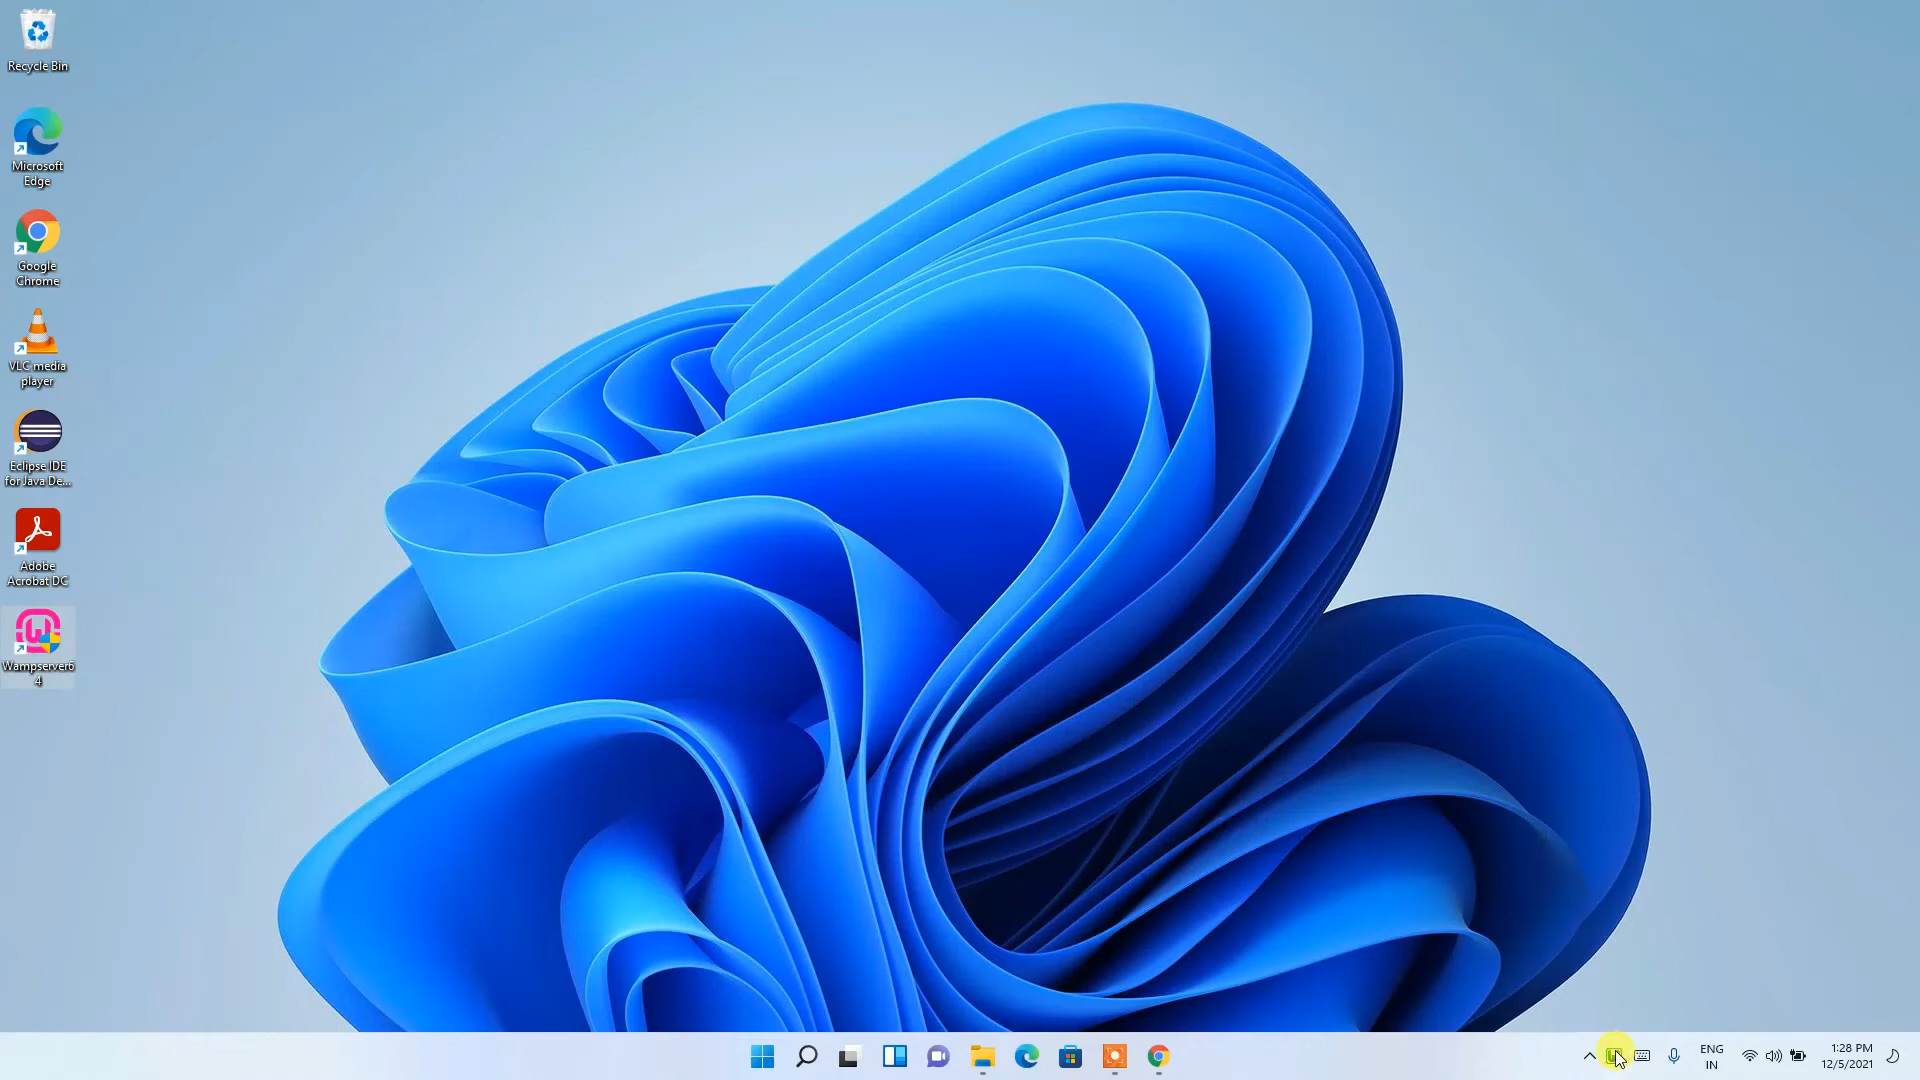 Recycle Bin
Microsoft
Edge
Google
Chrome
VLC media
player
Eclipse IDE
for Java De...
Adobe
Acrobat DC
Wampserver6
4
ENG
IN
1:28 PM
12/5/2021